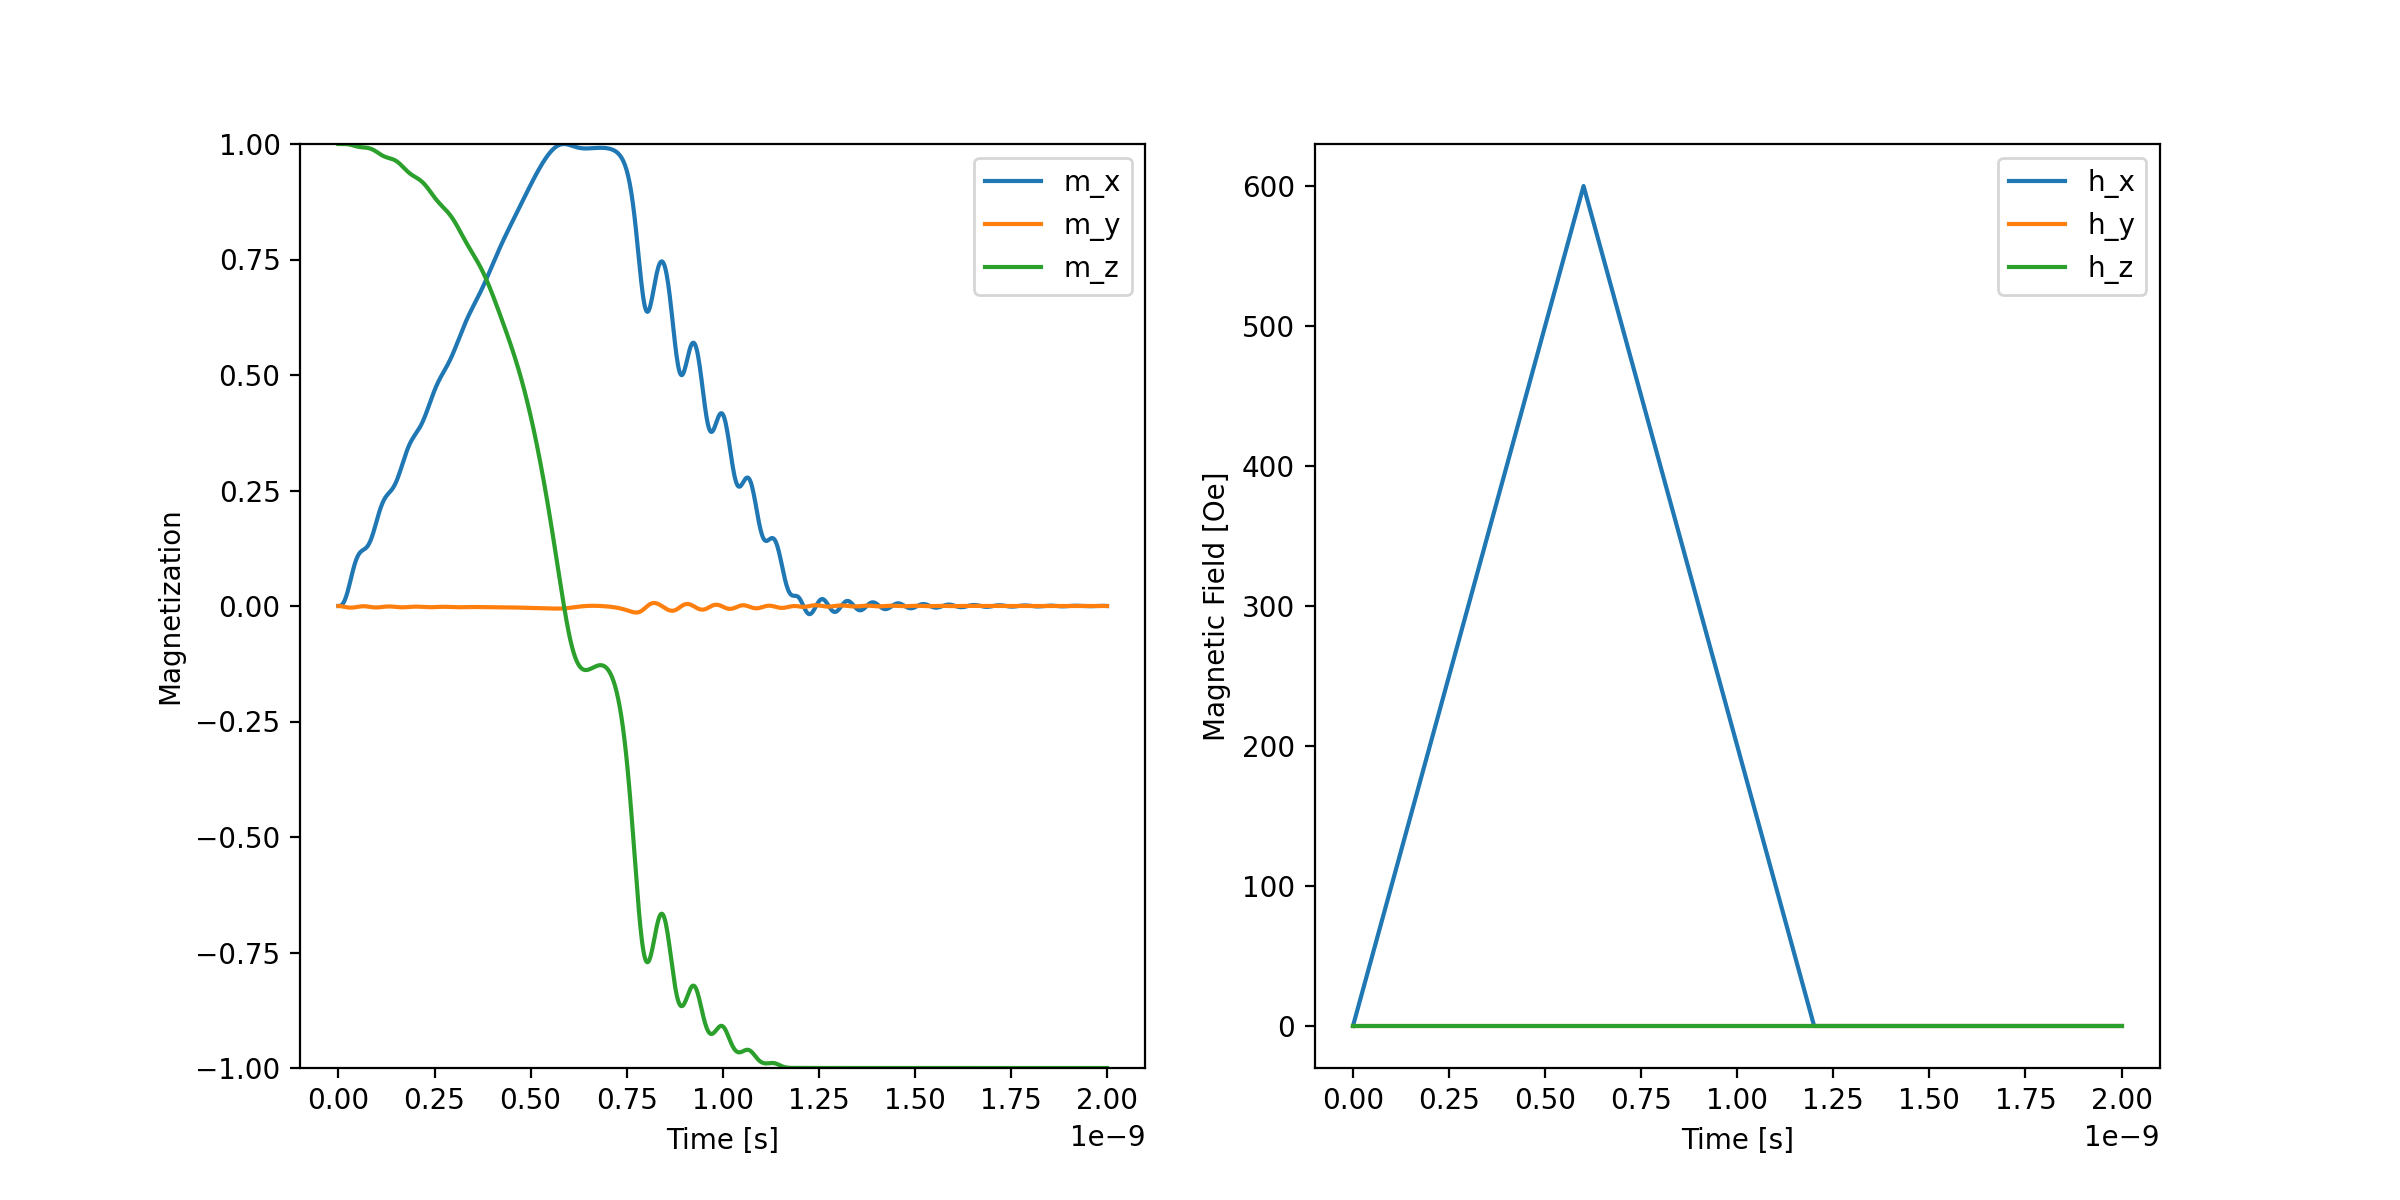 Magnetization
1.00
0.75
0.50
0.25
0.00
−0.25
−0.50
−0.75
−1.00
m_x
m_y
m_z
0.00 0.25 0.50 0.75 1.00 1.25 1.50 1.75 2.00
Time [s]
1e−9
Magnetic Field [Oe]
600
500
400
300
200
100
0
h_x
h_y
h_z
0.00 0.25 0.50 0.75 1.00 1.25 1.50 1.75 2.00
Time [s]
1e−9